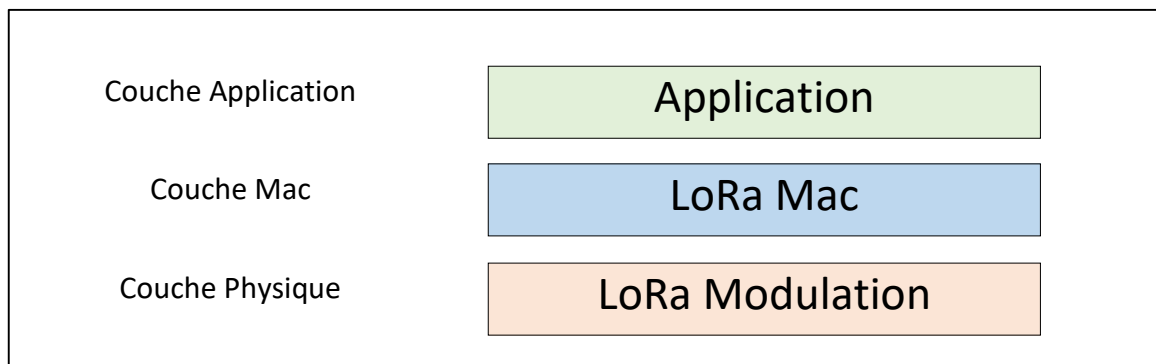 Couche Application
Application
Couche Mac
LoRa Mac
Couche Physique
LoRa Modulation